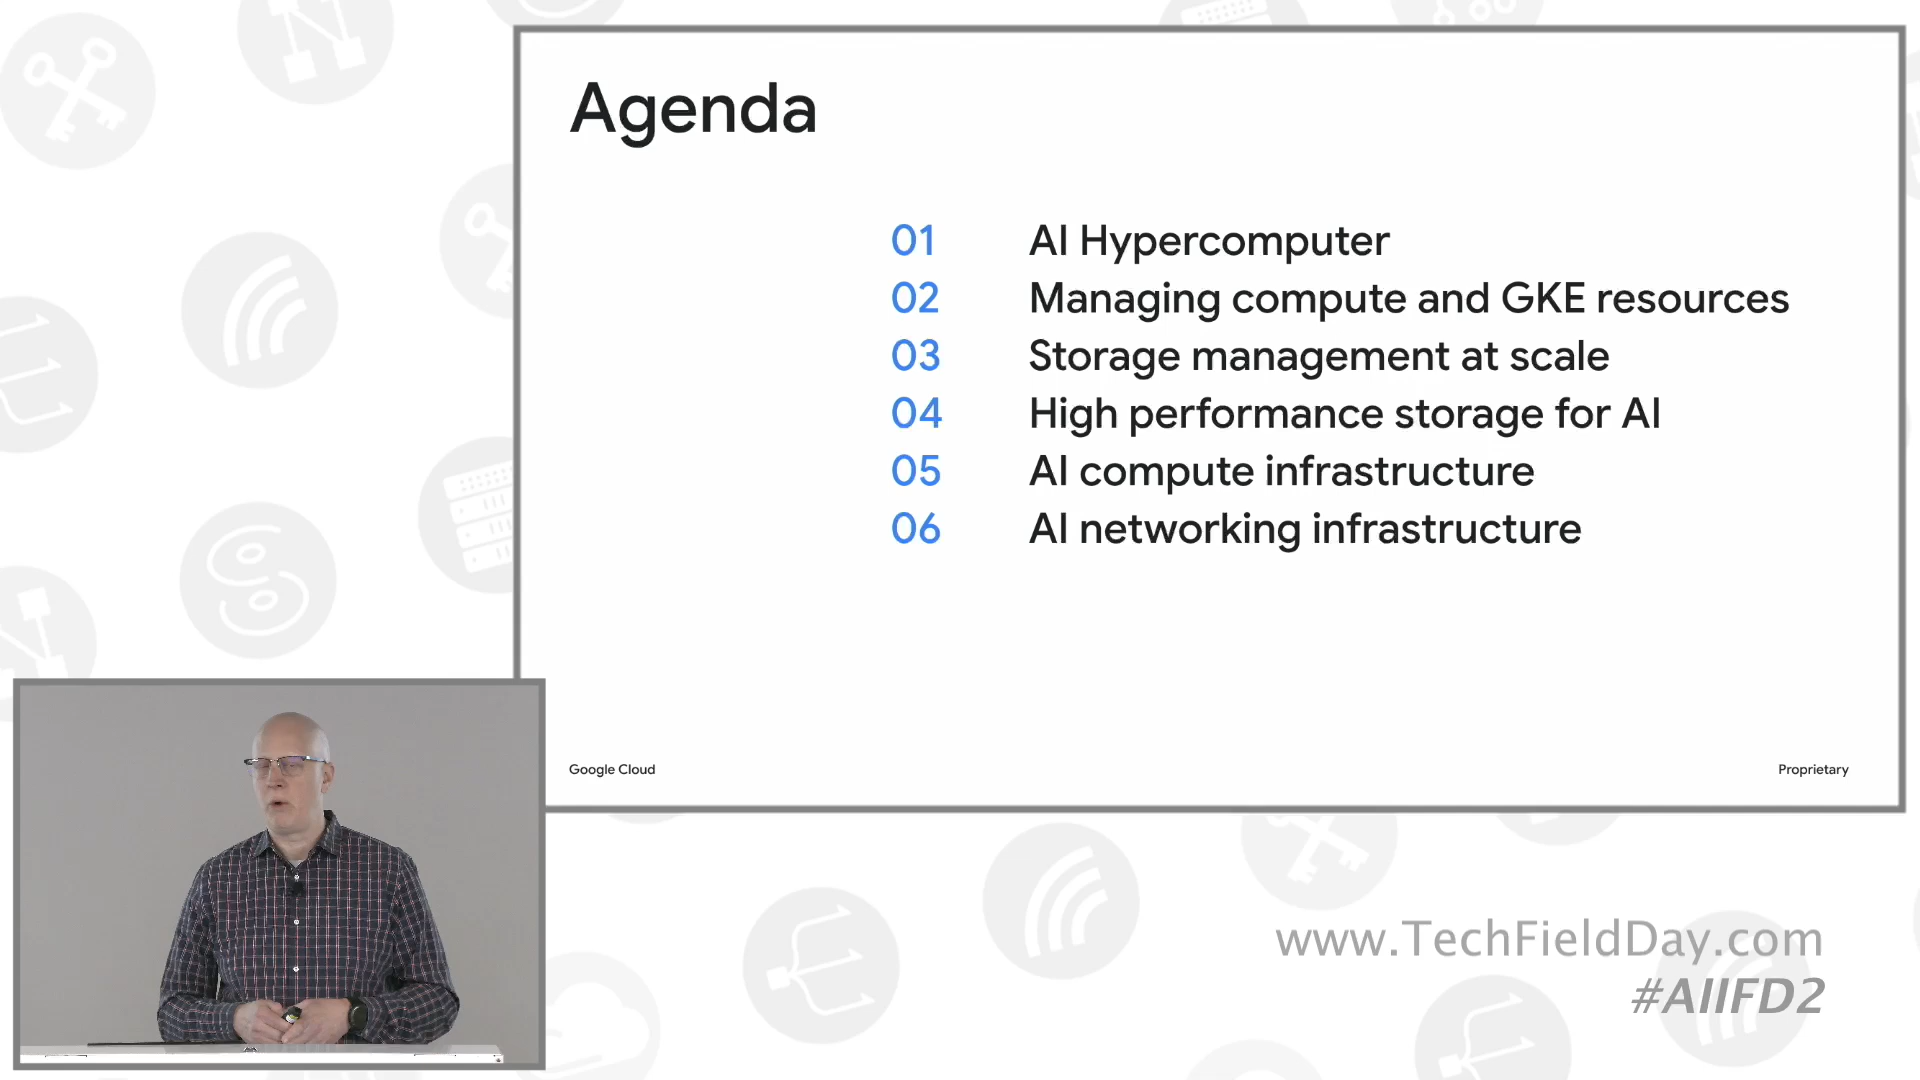 Agenda
01 AI Hypercomputer
02 Managing compute and GKE resources
03 Storage management at scale
04 High performance storage for AI
05 AI compute infrastructure
06 AI networking infrastructure
Google Cloud
Proprietary
www.TechFieldDay.com
#AIIFD2